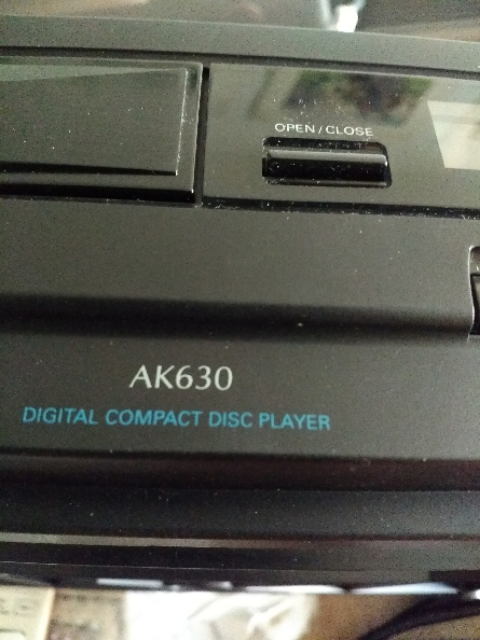 OPEN/CLOSE
AK630
DIGITAL COMPACT DISC PLAYER